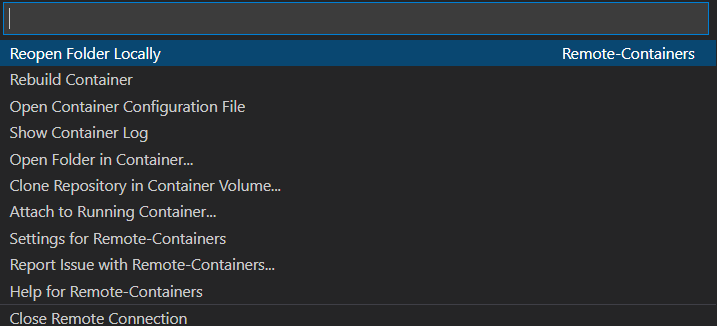 Reopen Folder Locally Remote-Containers
Rebuild Container
Open Container Configuration File
Show Container Log
Open Folder in Container...
Clone Repository in Container Volume...
Attach to Running Container...
Settings for Remote-Containers
Report Issue with Remote-Containers...
Help for Remote-Containers
Close Remote Connection